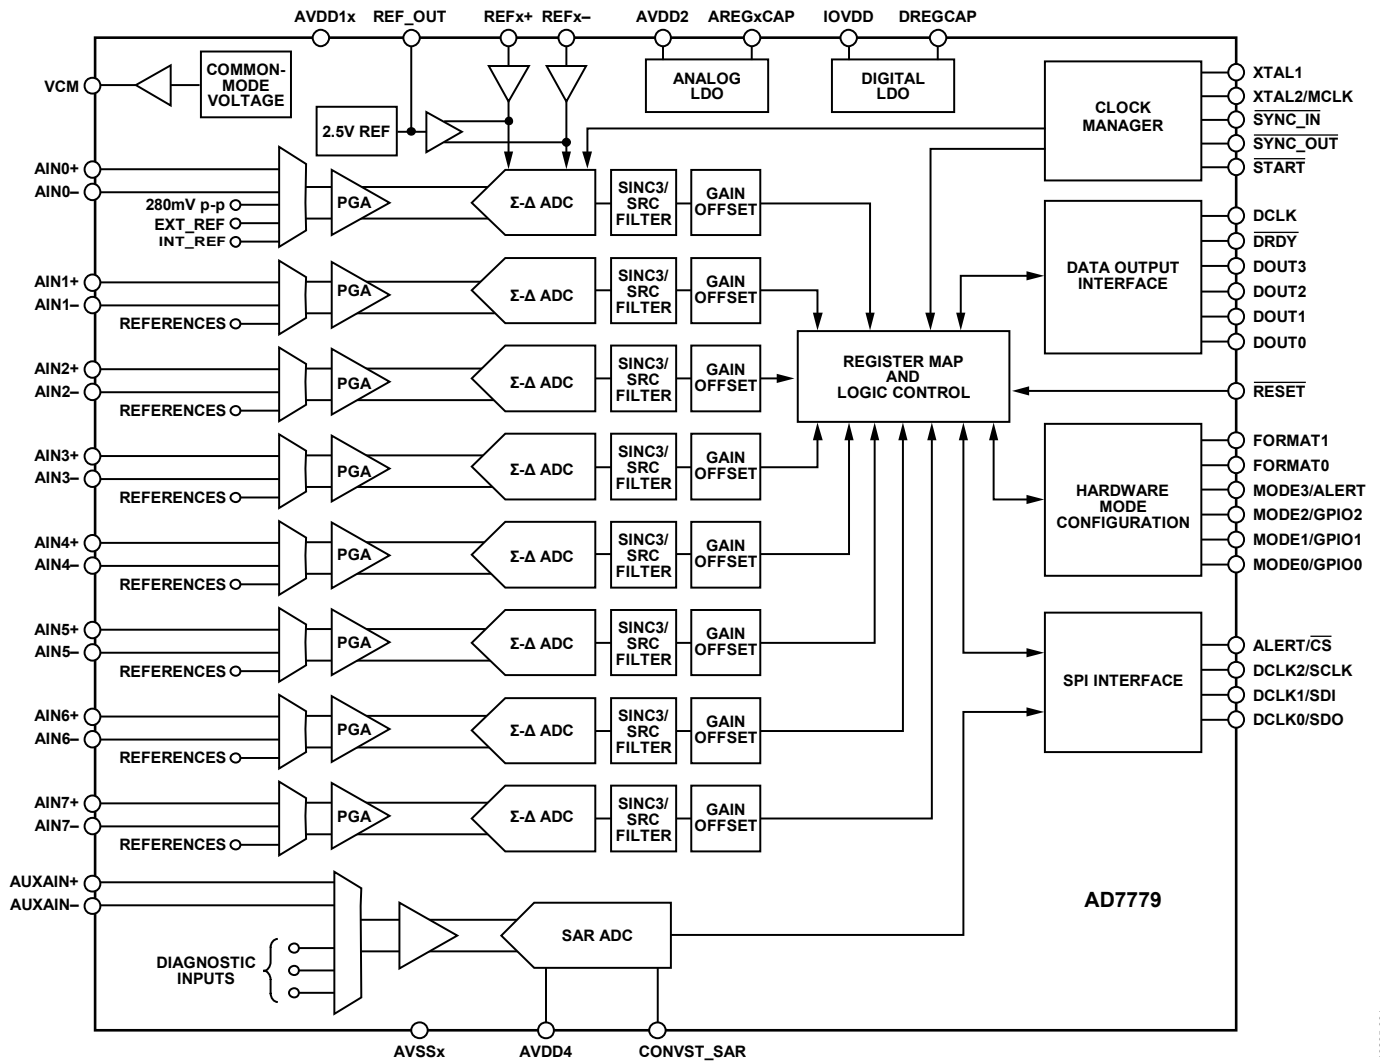 AVDD1x REF_OUT REFx+ REFx– AVDD2 AREGxCAP IOVDD DREGCAP
VCM
COMMON-
MODE
VOLTAGE
2.5V REF
ANALOG
LDO
DIGITAL
LDO
CLOCK
MANAGER
XTAL1
XTAL2/MCLK
SYNC_IN
SYNC_OUT
START
AIN0+
AIN0–
280mV p-p
EXT_REF
INT_REF
PGA
Σ-Δ ADC
SINC3/
SRC
FILTER
GAIN
OFFSET
DATA OUTPUT
INTERFACE
DCLK
DRDY
DOUT3
DOUT2
DOUT1
DOUT0
AIN1+
AIN1–
REFERENCES
PGA
Σ-Δ ADC
SINC3/
SRC
FILTER
GAIN
OFFSET
REGISTER MAP
AND
LOGIC CONTROL
RESET
AIN2+
AIN2–
REFERENCES
PGA
Σ-Δ ADC
SINC3/
SRC
FILTER
GAIN
OFFSET
AIN3+
AIN3–
REFERENCES
PGA
Σ-Δ ADC
SINC3/
SRC
FILTER
GAIN
OFFSET
HARDWARE
MODE
CONFIGURATION
FORMAT1
FORMAT0
MODE3/ALERT
MODE2/GPIO2
MODE1/GPIO1
MODE0/GPIO0
AIN4+
AIN4–
REFERENCES
PGA
Σ-Δ ADC
SINC3/
SRC
FILTER
GAIN
OFFSET
AIN5+
AIN5–
REFERENCES
PGA
Σ-Δ ADC
SINC3/
SRC
FILTER
GAIN
OFFSET
SPI INTERFACE
ALERT/CS
DCLK2/SCLK
DCLK1/SDI
DCLK0/SDO
AIN6+
AIN6–
REFERENCES
PGA
Σ-Δ ADC
SINC3/
SRC
FILTER
GAIN
OFFSET
AIN7+
AIN7–
REFERENCES
PGA
Σ-Δ ADC
SINC3/
SRC
FILTER
GAIN
OFFSET
AUXAIN+
AUXAIN–
DIAGNOSTIC
INPUTS
SAR ADC
AD7779
AVSSx AVDD4 CONVST_SAR